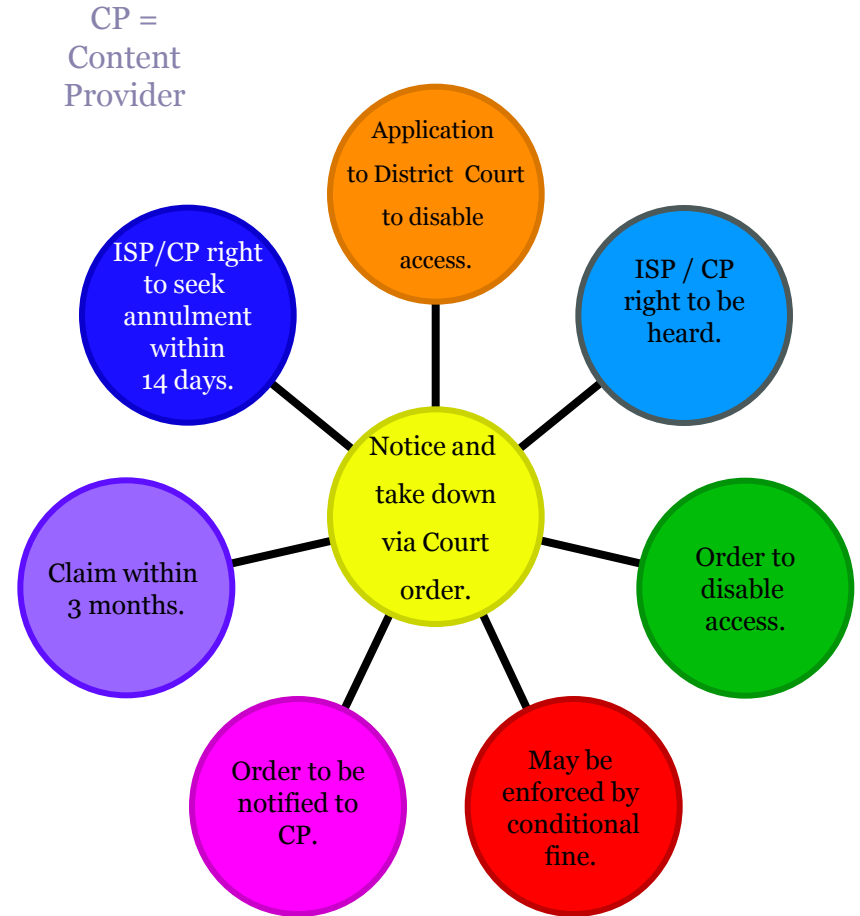 CP =
Content
Provider
Application
to District Court
to disable
access.
ISP / CP
right to be
heard.
Order to
disable
access.
May be
enforced by
conditional
fine.
Order to be
notified to
CP.
Claim within
3 months.
ISP/CP right
to seek
annulment
within
14 days.
Notice and
take down
via Court
order.